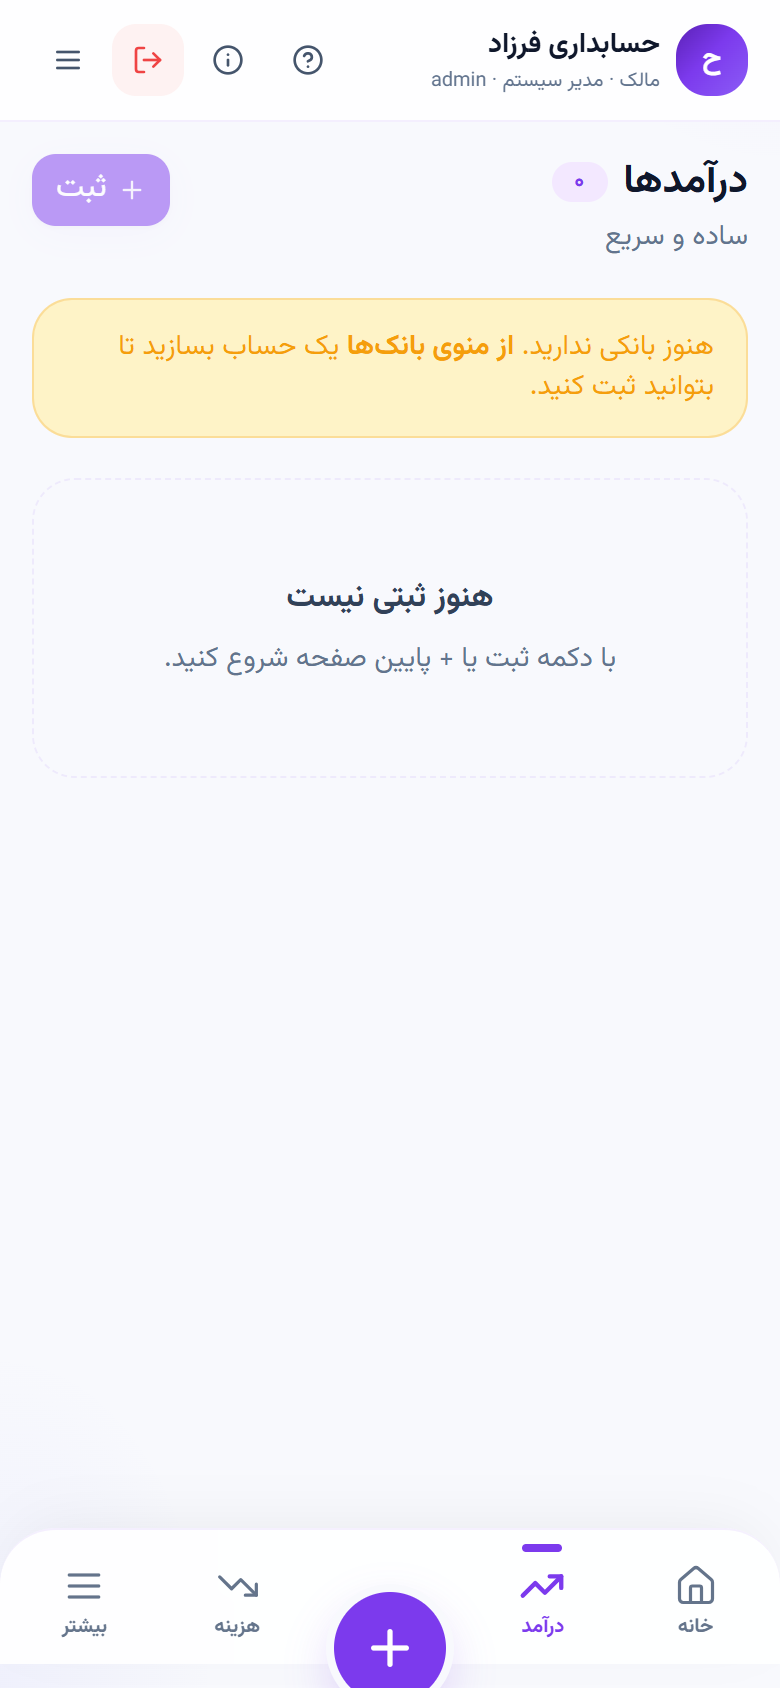 ح
حسابداری فرزاد
مالک · مدیر سیستم · admin
درآمدها
۰
ساده و سریع
+ ثبت
هنوز بانکی ندارید. از منوی بانک‌ها یک حساب بسازید تا
بتوانید ثبت کنید.
هنوز ثبتی نیست
با دکمه ثبت یا + پایین صفحه شروع کنید.
خانه
درآمد
هزینه
بیشتر